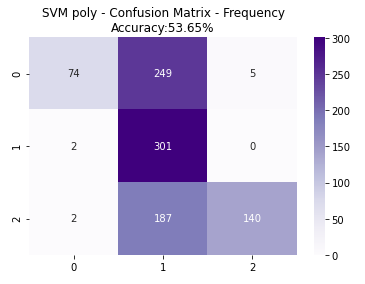 SVM poly - Confusion Matrix - Frequency
Accuracy:53.65%
0 74 249 5
1 2 301 0
2 2 187 140
0 1 2
300
250
200
150
100
50
0